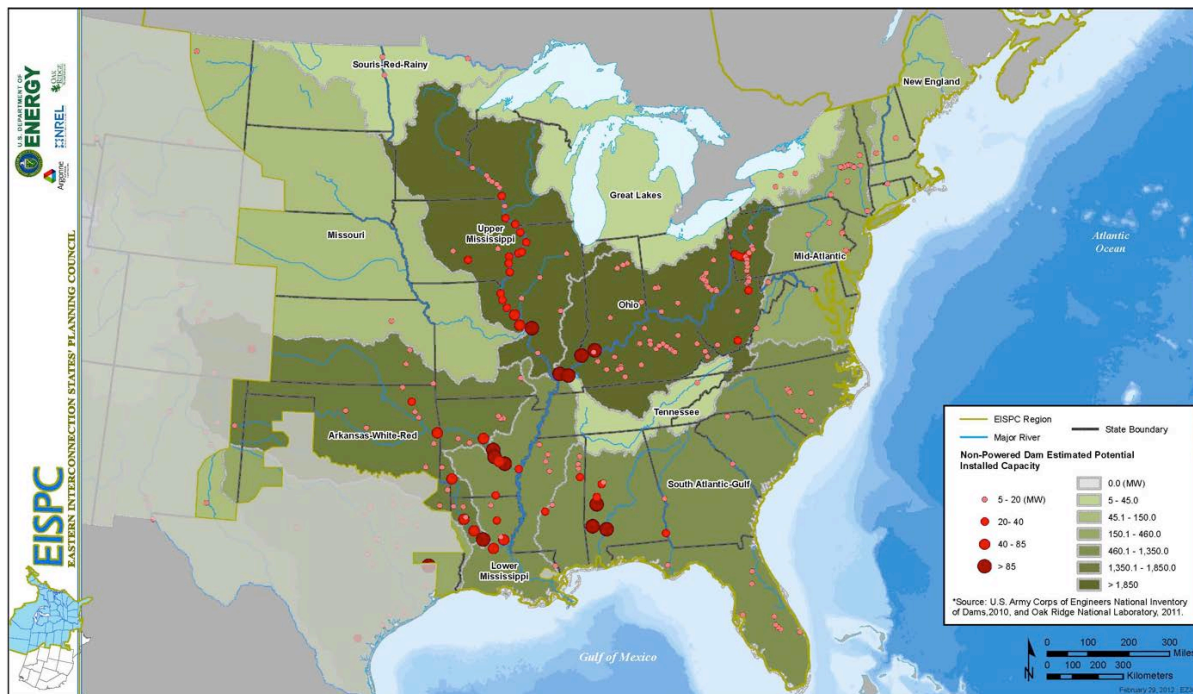 EISPC
EASTERN INTERCONNECTION STATES' PLANNING COUNCIL
U.S. DEPARTMENT OF
ENERGY
OAK
RIDGE
NREL
Argonne
Souris-Red-Rainy
New England
Great Lakes
Missouri
Upper
Mississippi
Mid-Atlantic
Ohio
Atlantic
Ocean
Tennessee
Arkansas-White-Red
South Atlantic-Gulf
Lower
Mississippi
Gulf of Mexico
EISPC Region
Major River
State Boundary
Non-Powered Dam Estimated Potential
Installed Capacity
5 - 20 (MW)
20 - 40
40 - 85
> 85
0.0 (MW)
5 - 45.0
45.1 - 150.0
150.1 - 460.0
460.1 - 1,350.0
1,350.1 - 1,850.0
> 1,850
*Source: U.S. Army Corps of Engineers National Inventory
of Dams,2010, and Oak Ridge National Laboratory, 2011.
N
0 100 200 300
Miles
0 100 200 300
Kilometers
February 29, 2012